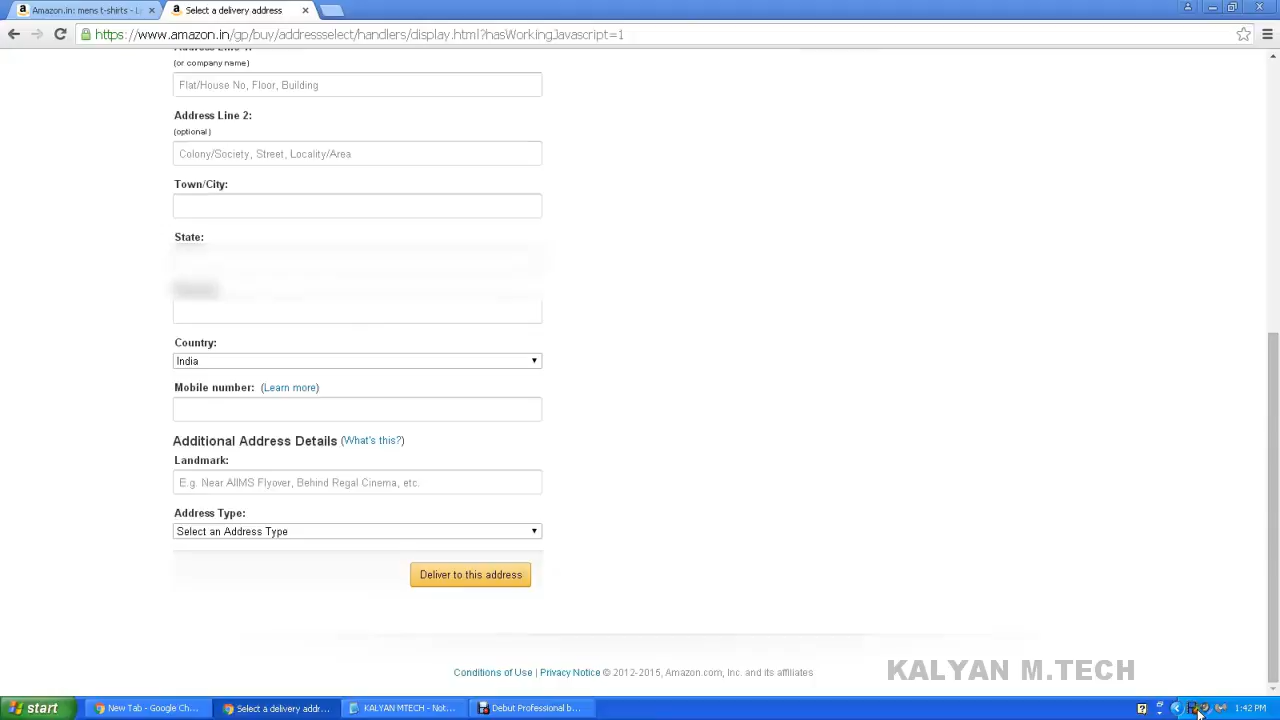 Amazon.in: mens t-shirts - L
Select a delivery address
https://www.amazon.in/gp/buy/addressselect/handlers/display.html?hasWorkingJavascript=1
(or company name)
Flat/House No, Floor, Building
Address Line 2:
(optional)
Colony/Society, Street, Locality/Area
Town/City:
State:
Country:
India
Mobile number: (Learn more)
Additional Address Details (What's this?)
Landmark:
E.g. Near AIIMS Flyover, Behind Regal Cinema, etc.
Address Type:
Select an Address Type
Deliver to this address
Conditions of Use | Privacy Notice © 2012-2015, Amazon.com, Inc. and its affiliates
KALYAN M.TECH
start
New Tab - Google Ch...
Select a delivery addr...
KALYAN MTECH - Not...
Debut Professional b...
1:42 PM